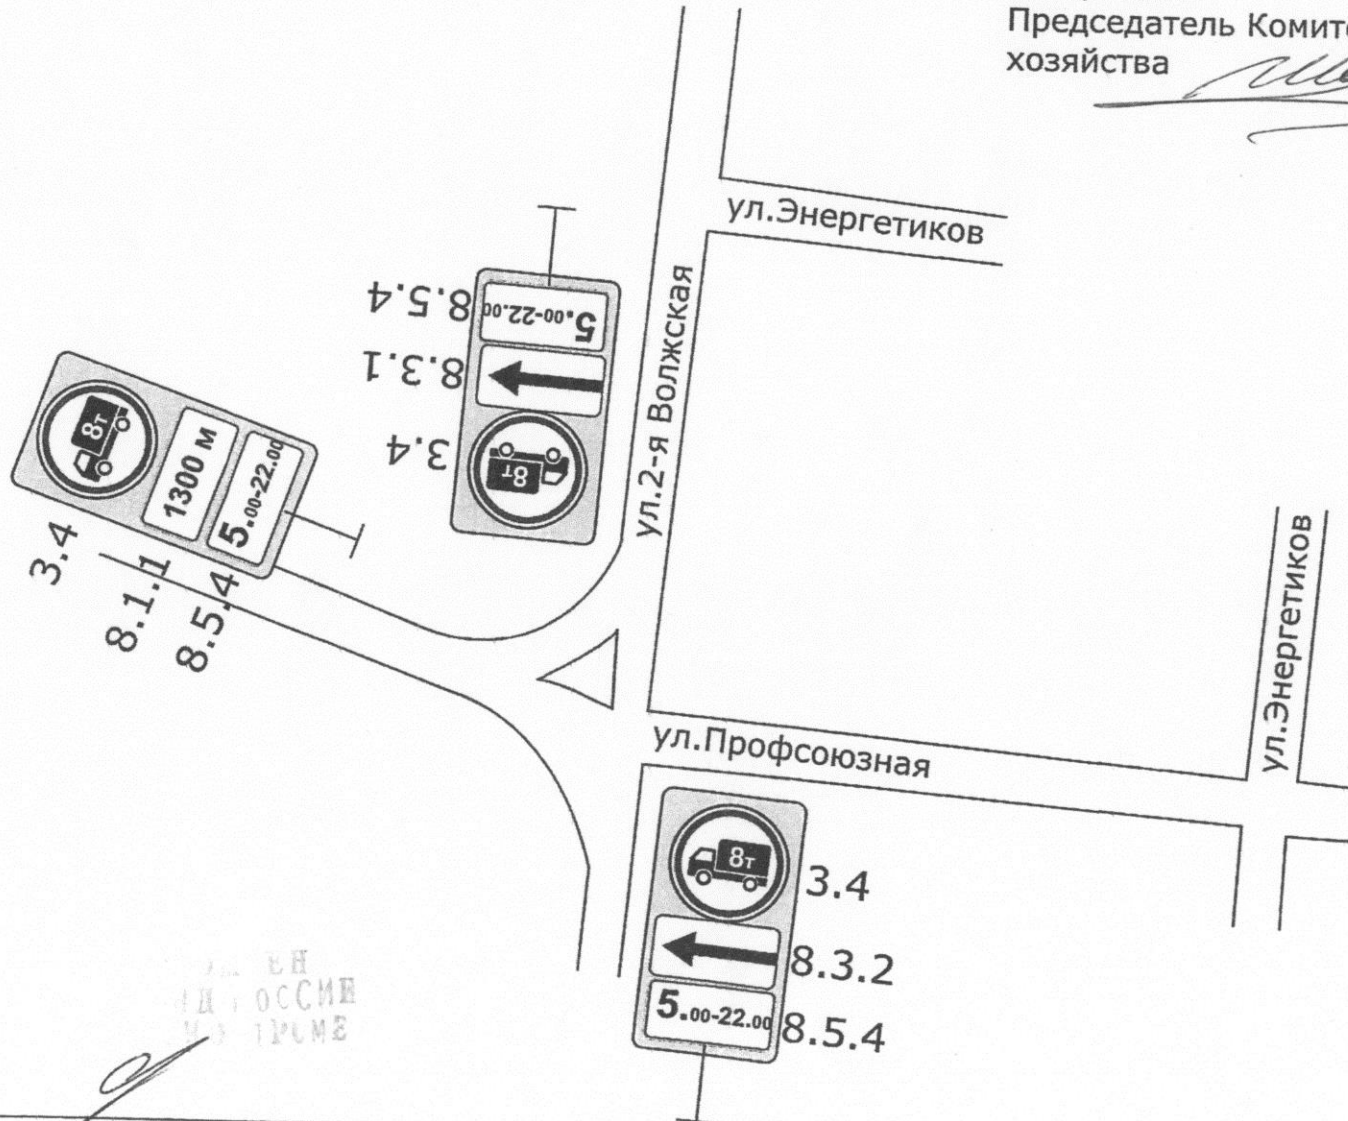 Председатель Комит
хозяйства
ул.Энергетиков
ул.2-я Волжская
8.5.4
5.00-22.00
8.3.1
3.4
8т
8т
1300 м
5.00-22.00
3.4
8.1.1
8.5.4
ул.Энергетиков
ул.Профсоюзная
8т
3.4
8.3.2
5.00-22.00
8.5.4